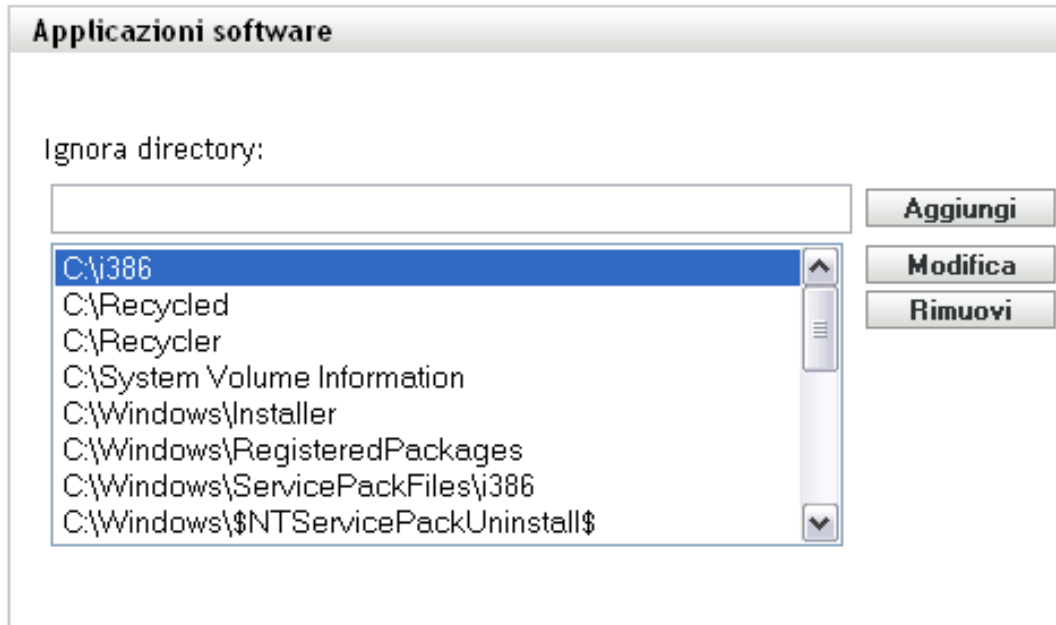 Applicazioni software
Ignora directory:
Aggiungi
C:\i386
C:\Recycled
C:\Recycler
C:\System Volume Information
C:\Windows\Installer
C:\Windows\RegisteredPackages
C:\Windows\ServicePackFiles\i386
C:\Windows\$NTServicePackUninstall$
Modifica
Rimuovi